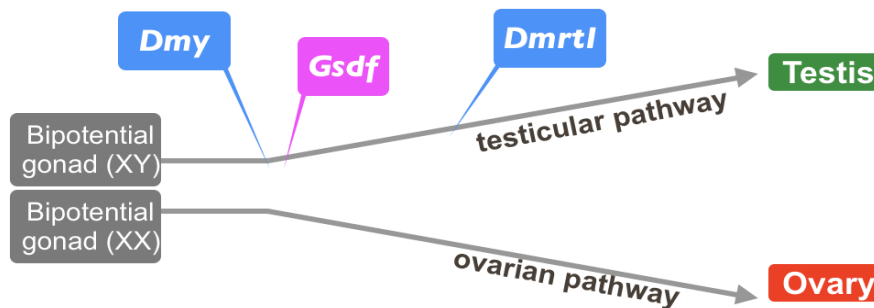 Dmy
Gsdf
Dmrt1
Testis
testicular pathway
Bipotential
gonad (XY)
Bipotential
gonad (XX)
ovarian pathway
Ovary